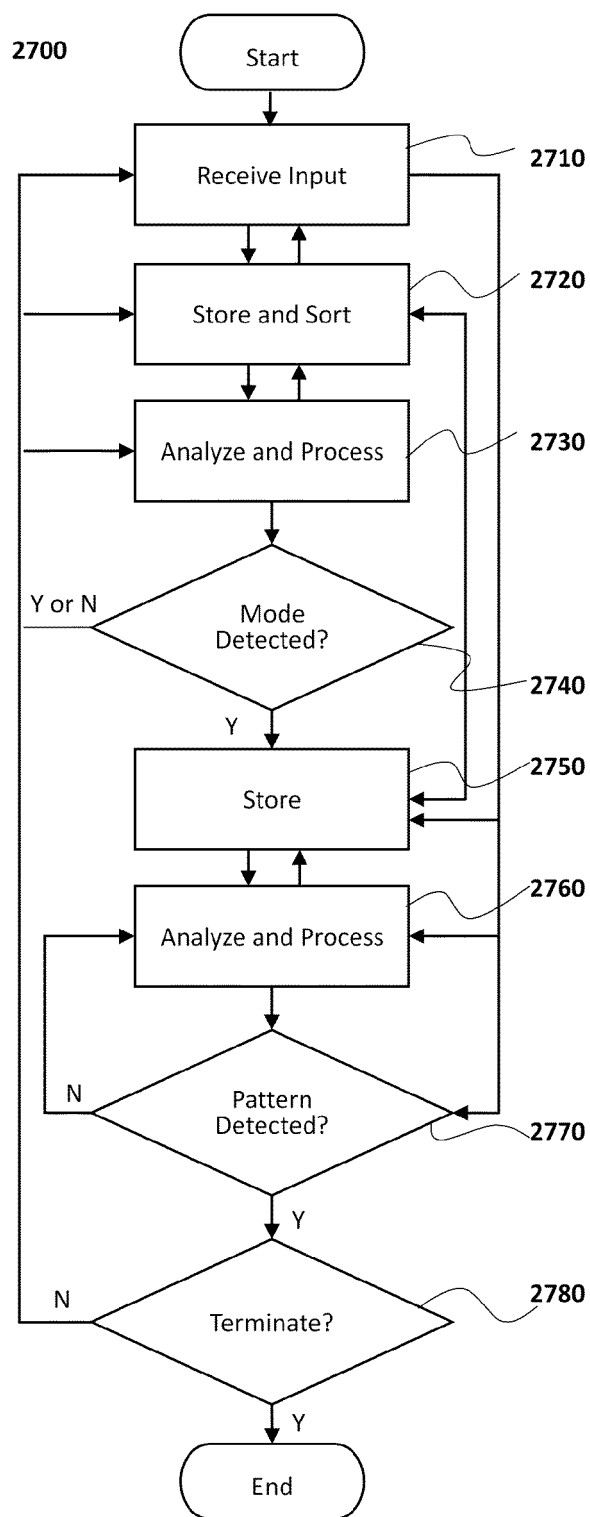 2700
Start
Receive Input
2710
Store and Sort
2720
Analyze and Process
2730
Y or N
Mode
Detected?
2740
Y
2750
Store
2760
Analyze and Process
N
Pattern
Detected?
2770
Y
N
Terminate?
2780
Y
End